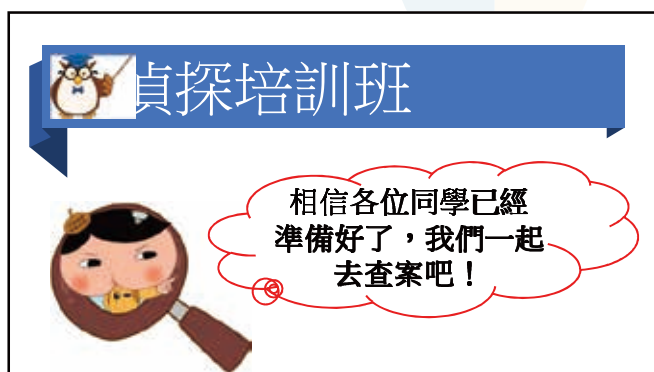 偵探培訓班
相信各位同學已經
準備好了，我們一起
去查案吧！